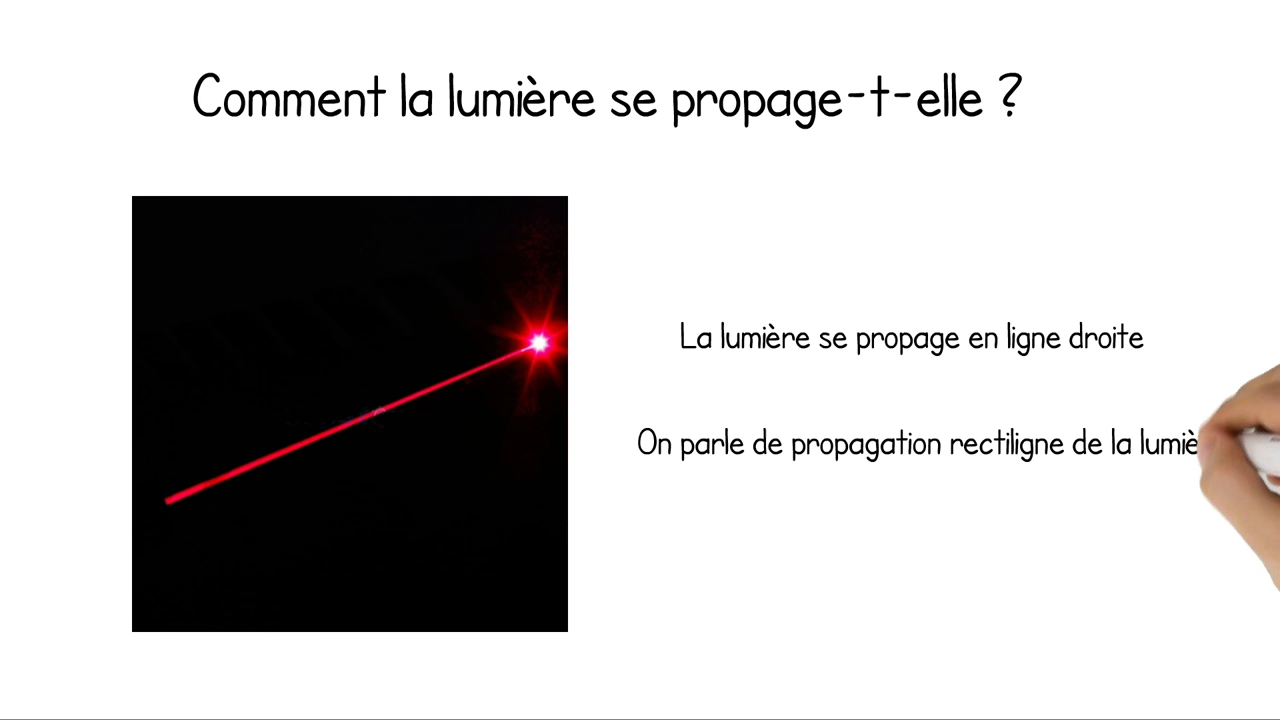 Comment la lumière se propage-t-elle ?
La lumière se propage en ligne droite
On parle de propagation rectiligne de la lumiè